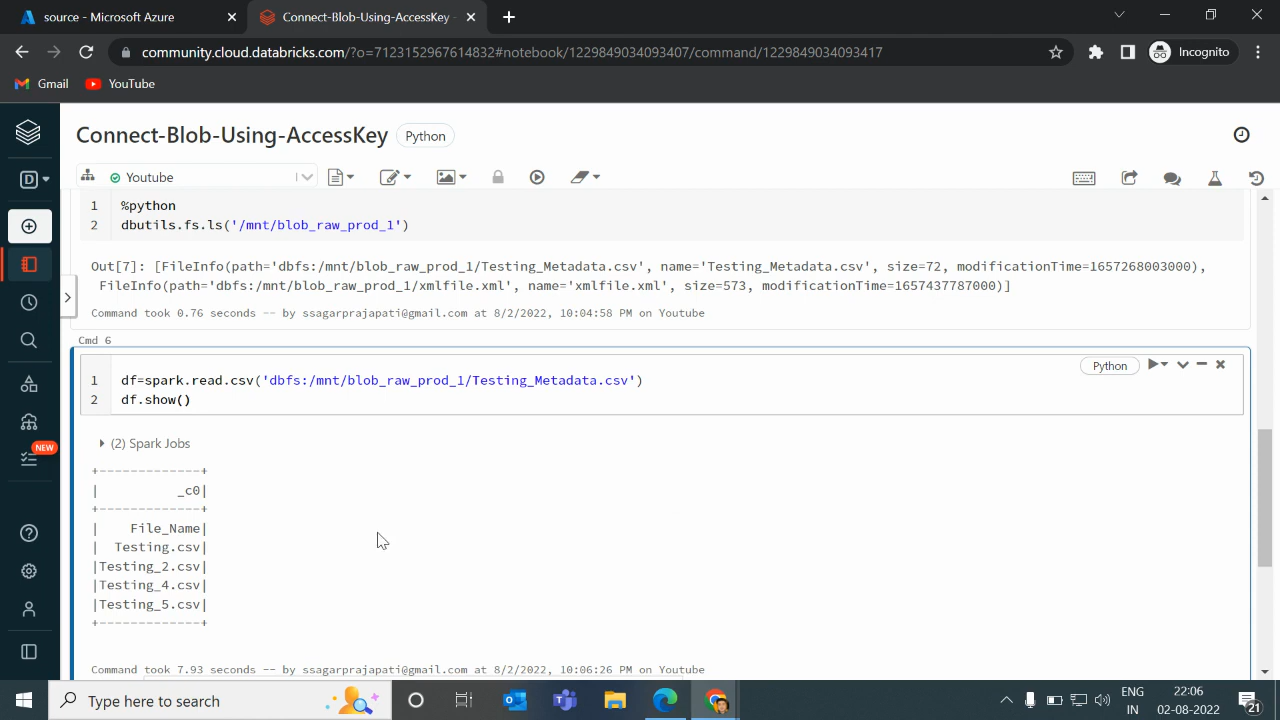 source - Microsoft Azure
Connect-Blob-Using-AccessKey -
community.cloud.databricks.com/?o=7123152967614832#notebook/1229849034093407/command/1229849034093417
Incognito
Gmail
YouTube
Connect-Blob-Using-AccessKey
Python
D
Youtube
1 %python
2 dbutils.fs.ls('/mnt/blob_raw_prod_1')
Out[7]: [FileInfo(path='dbfs:/mnt/blob_raw_prod_1/Testing_Metadata.csv', name='Testing_Metadata.csv', size=72, modificationTime=1657268003000),
FileInfo(path='dbfs:/mnt/blob_raw_prod_1/xmlfile.xml', name='xmlfile.xml', size=573, modificationTime=1657437787000)]
Command took 0.76 seconds -- by ssagarprajapati@gmail.com at 8/2/2022, 10:04:58 PM on Youtube
Cmd 6
Python
1 df=spark.read.csv('dbfs:/mnt/blob_raw_prod_1/Testing_Metadata.csv')
2 df.show()
(2) Spark Jobs
+-------------+
| _c0|
+-------------+
| File_Name|
| Testing.csv|
|Testing_2.csv|
|Testing_4.csv|
|Testing_5.csv|
+-------------+
NEW
Command took 7.93 seconds -- by ssagarprajapati@gmail.com at 8/2/2022, 10:06:26 PM on Youtube
Type here to search
ENG
IN
22:06
02-08-2022
21